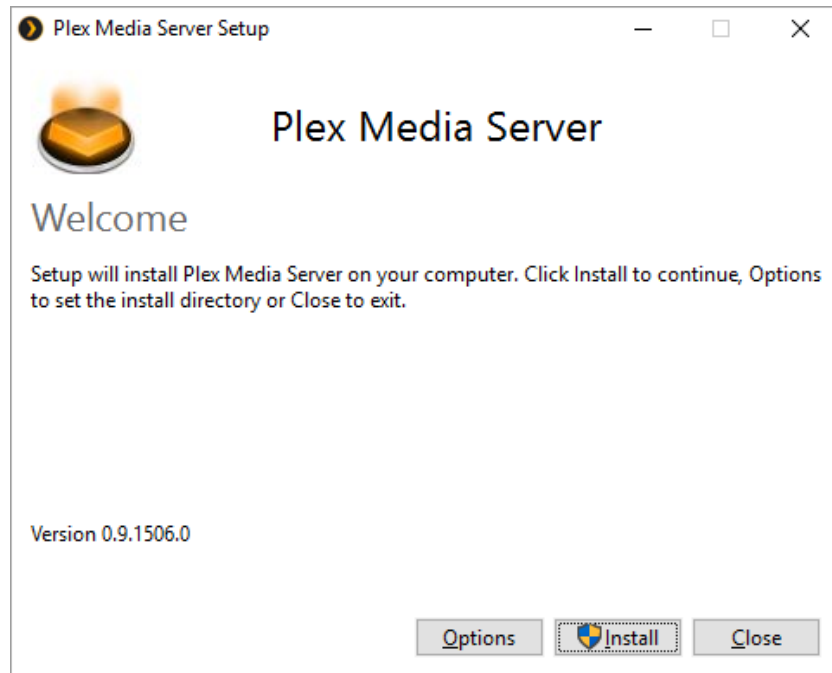 Plex Media Server Setup
Plex Media Server
Welcome
Setup will install Plex Media Server on your computer. Click Install to continue, Options
to set the install directory or Close to exit.
Version 0.9.1506.0
Options Install Close